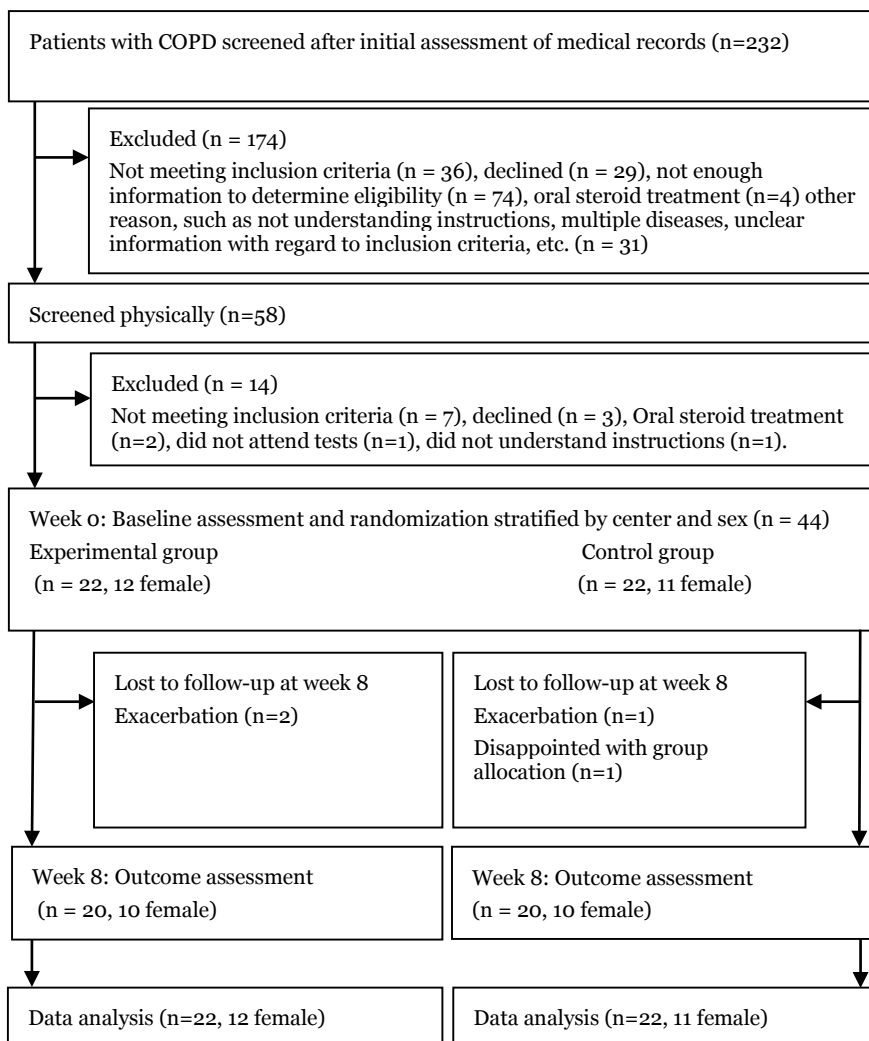 Patients with COPD screened after initial assessment of medical records (n=232)
Excluded (n = 174)
Not meeting inclusion criteria (n = 36), declined (n = 29), not enough
information to determine eligibility (n = 74), oral steroid treatment (n=4) other
reason, such as not understanding instructions, multiple diseases, unclear
information with regard to inclusion criteria, etc. (n = 31)
Screened physically (n=58)
Excluded (n = 14)
Not meeting inclusion criteria (n = 7), declined (n = 3), Oral steroid treatment
(n=2), did not attend tests (n=1), did not understand instructions (n=1).
Week 0: Baseline assessment and randomization stratified by center and sex (n = 44)
Experimental group
(n = 22, 12 female)
Control group
(n = 22, 11 female)
Lost to follow-up at week 8
Exacerbation (n=2)
Lost to follow-up at week 8
Exacerbation (n=1)
Disappointed with group
allocation (n=1)
Week 8: Outcome assessment
(n = 20, 10 female)
Week 8: Outcome assessment
(n = 20, 10 female)
Data analysis (n=22, 12 female)
Data analysis (n=22, 11 female)